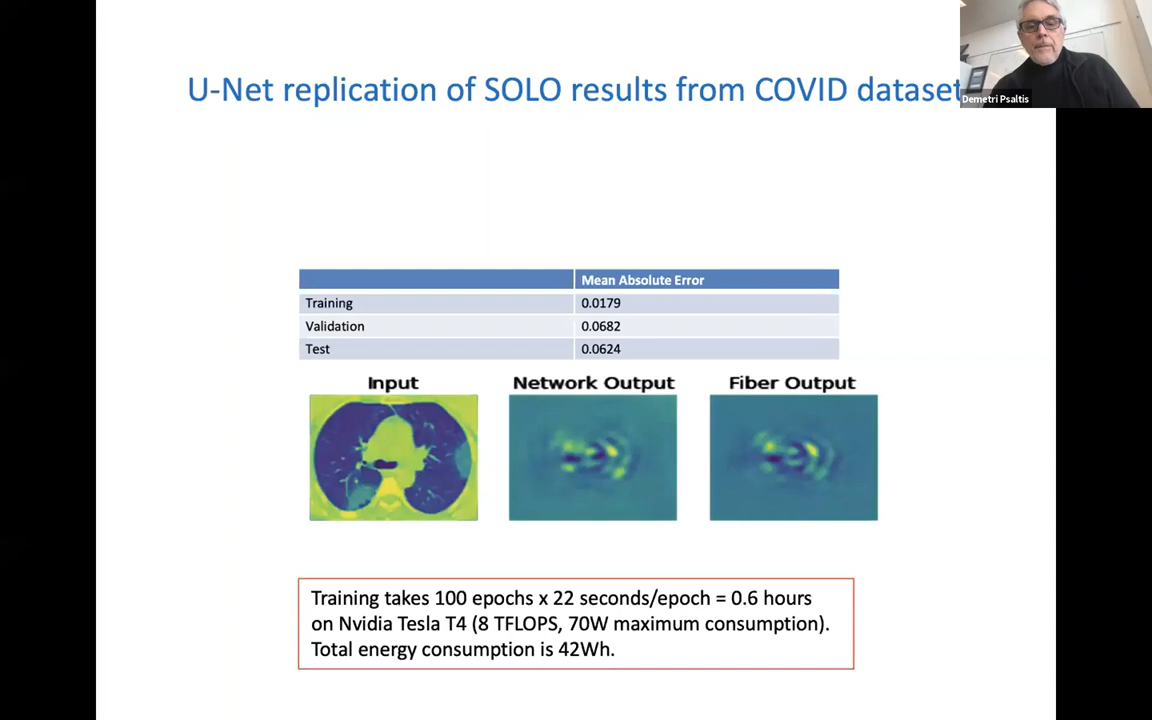 U-Net replication of SOLO results from COVID dataset
Demetri Psaltis
Mean Absolute Error
Training 0.0179
Validation 0.0682
Test 0.0624
Input Network Output Fiber Output
Training takes 100 epochs x 22 seconds/epoch = 0.6 hours
on Nvidia Tesla T4 (8 TFLOPS, 70W maximum consumption).
Total energy consumption is 42Wh.